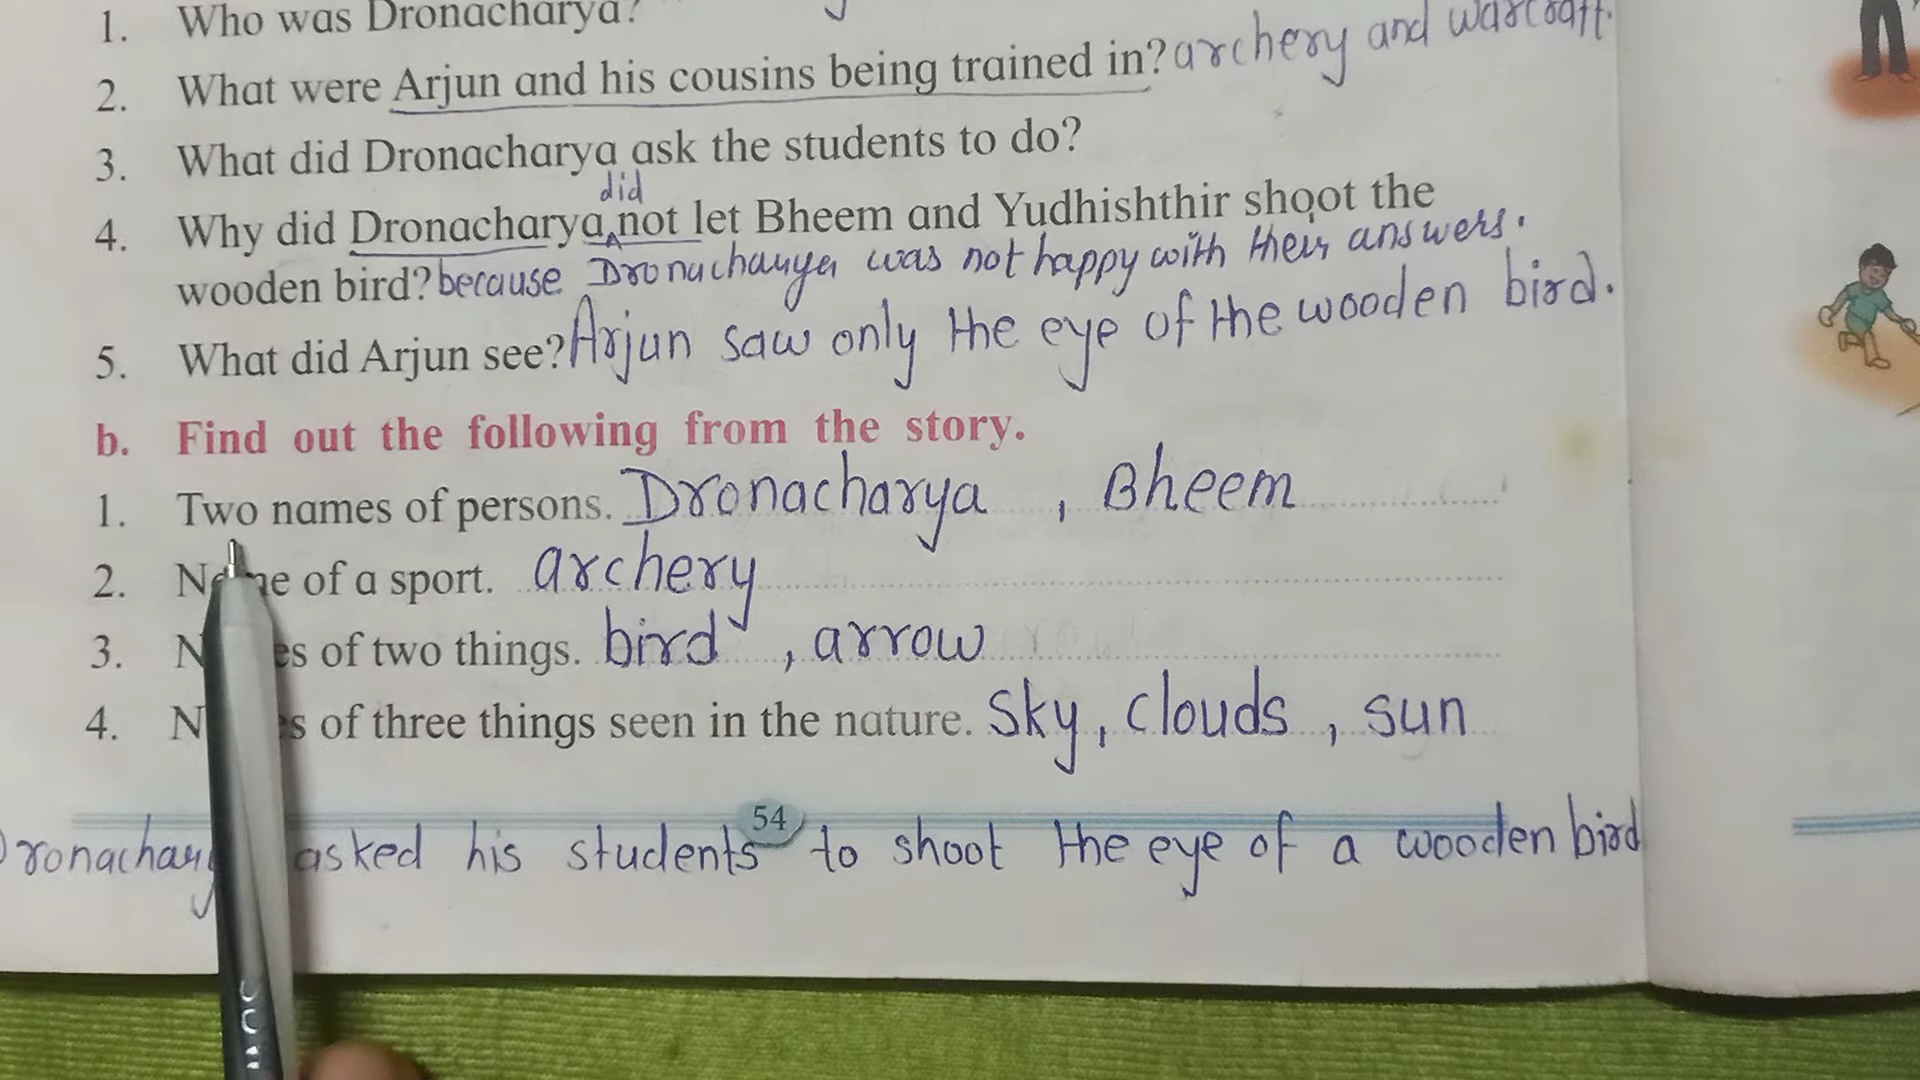 1. Who was Dronacharya?
2. What were Arjun and his cousins being trained in? archery and warcraft.
3. What did Dronacharya ask the students to do?
did
4. Why did Dronacharya not let Bheem and Yudhishthir shoot the
wooden bird? because Dronacharya was not happy with their answers.
5. What did Arjun see? Arjun saw only the eye of the wooden bird.
b. Find out the following from the story.
1. Two names of persons. Dronacharya , Bheem
2. of a sport. archery
3. of two things. bird , arrow
4. of three things seen in the nature. Sky, clouds , sun
54
asked his students to shoot the eye of a wooden bird